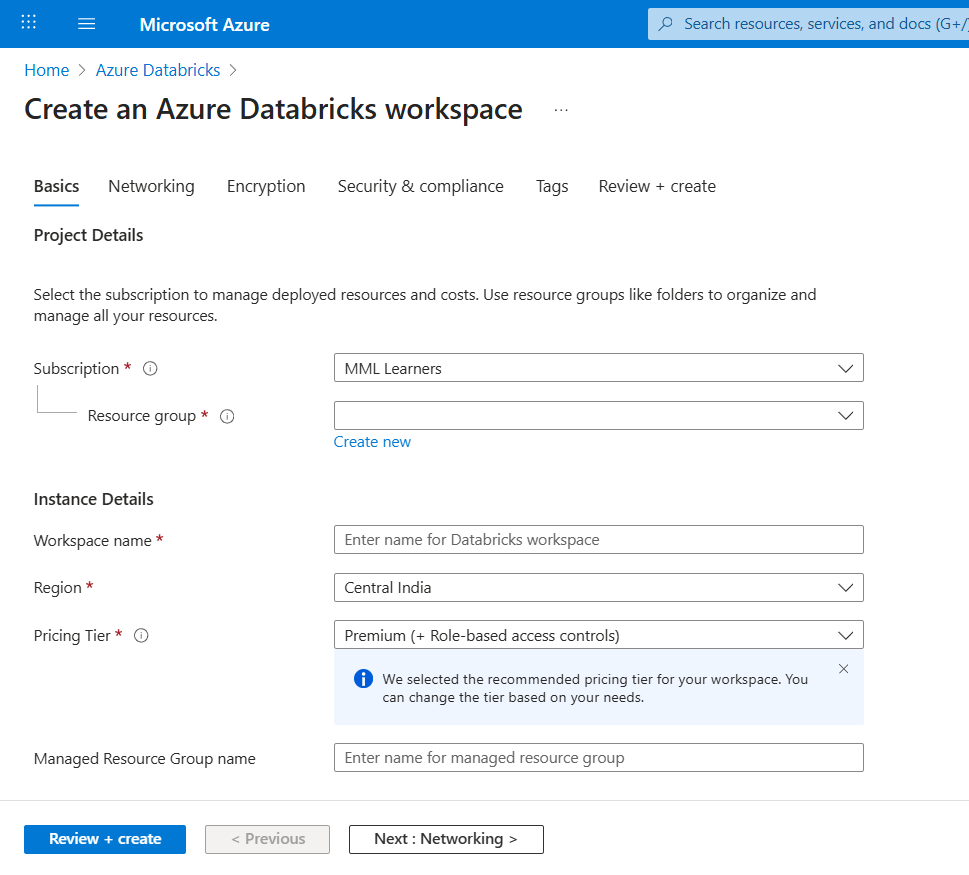 Microsoft Azure
Search resources, services, and docs (G+/)
Home > Azure Databricks >
Create an Azure Databricks workspace ...
Basics Networking Encryption Security & compliance Tags Review + create
Project Details
Select the subscription to manage deployed resources and costs. Use resource groups like folders to organize and
manage all your resources.
Subscription * MML Learners
Resource group *
Create new
Instance Details
Workspace name * Enter name for Databricks workspace
Region * Central India
Pricing Tier * Premium (+ Role-based access controls)
We selected the recommended pricing tier for your workspace. You
can change the tier based on your needs.
Managed Resource Group name Enter name for managed resource group
Review + create < Previous Next : Networking >